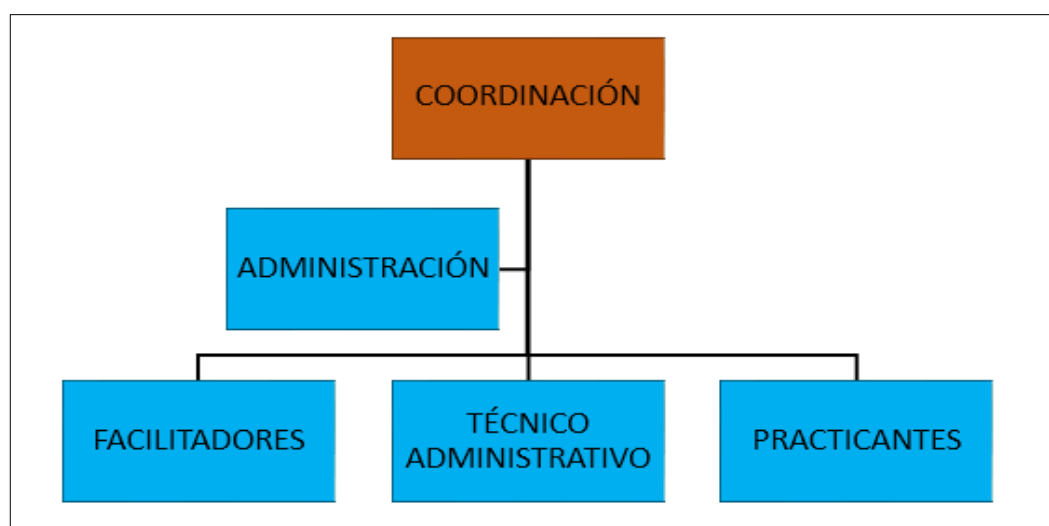 COORDINACIÓN
ADMINISTRACIÓN
FACILITADORES
TÉCNICO
ADMINISTRATIVO
PRACTICANTES